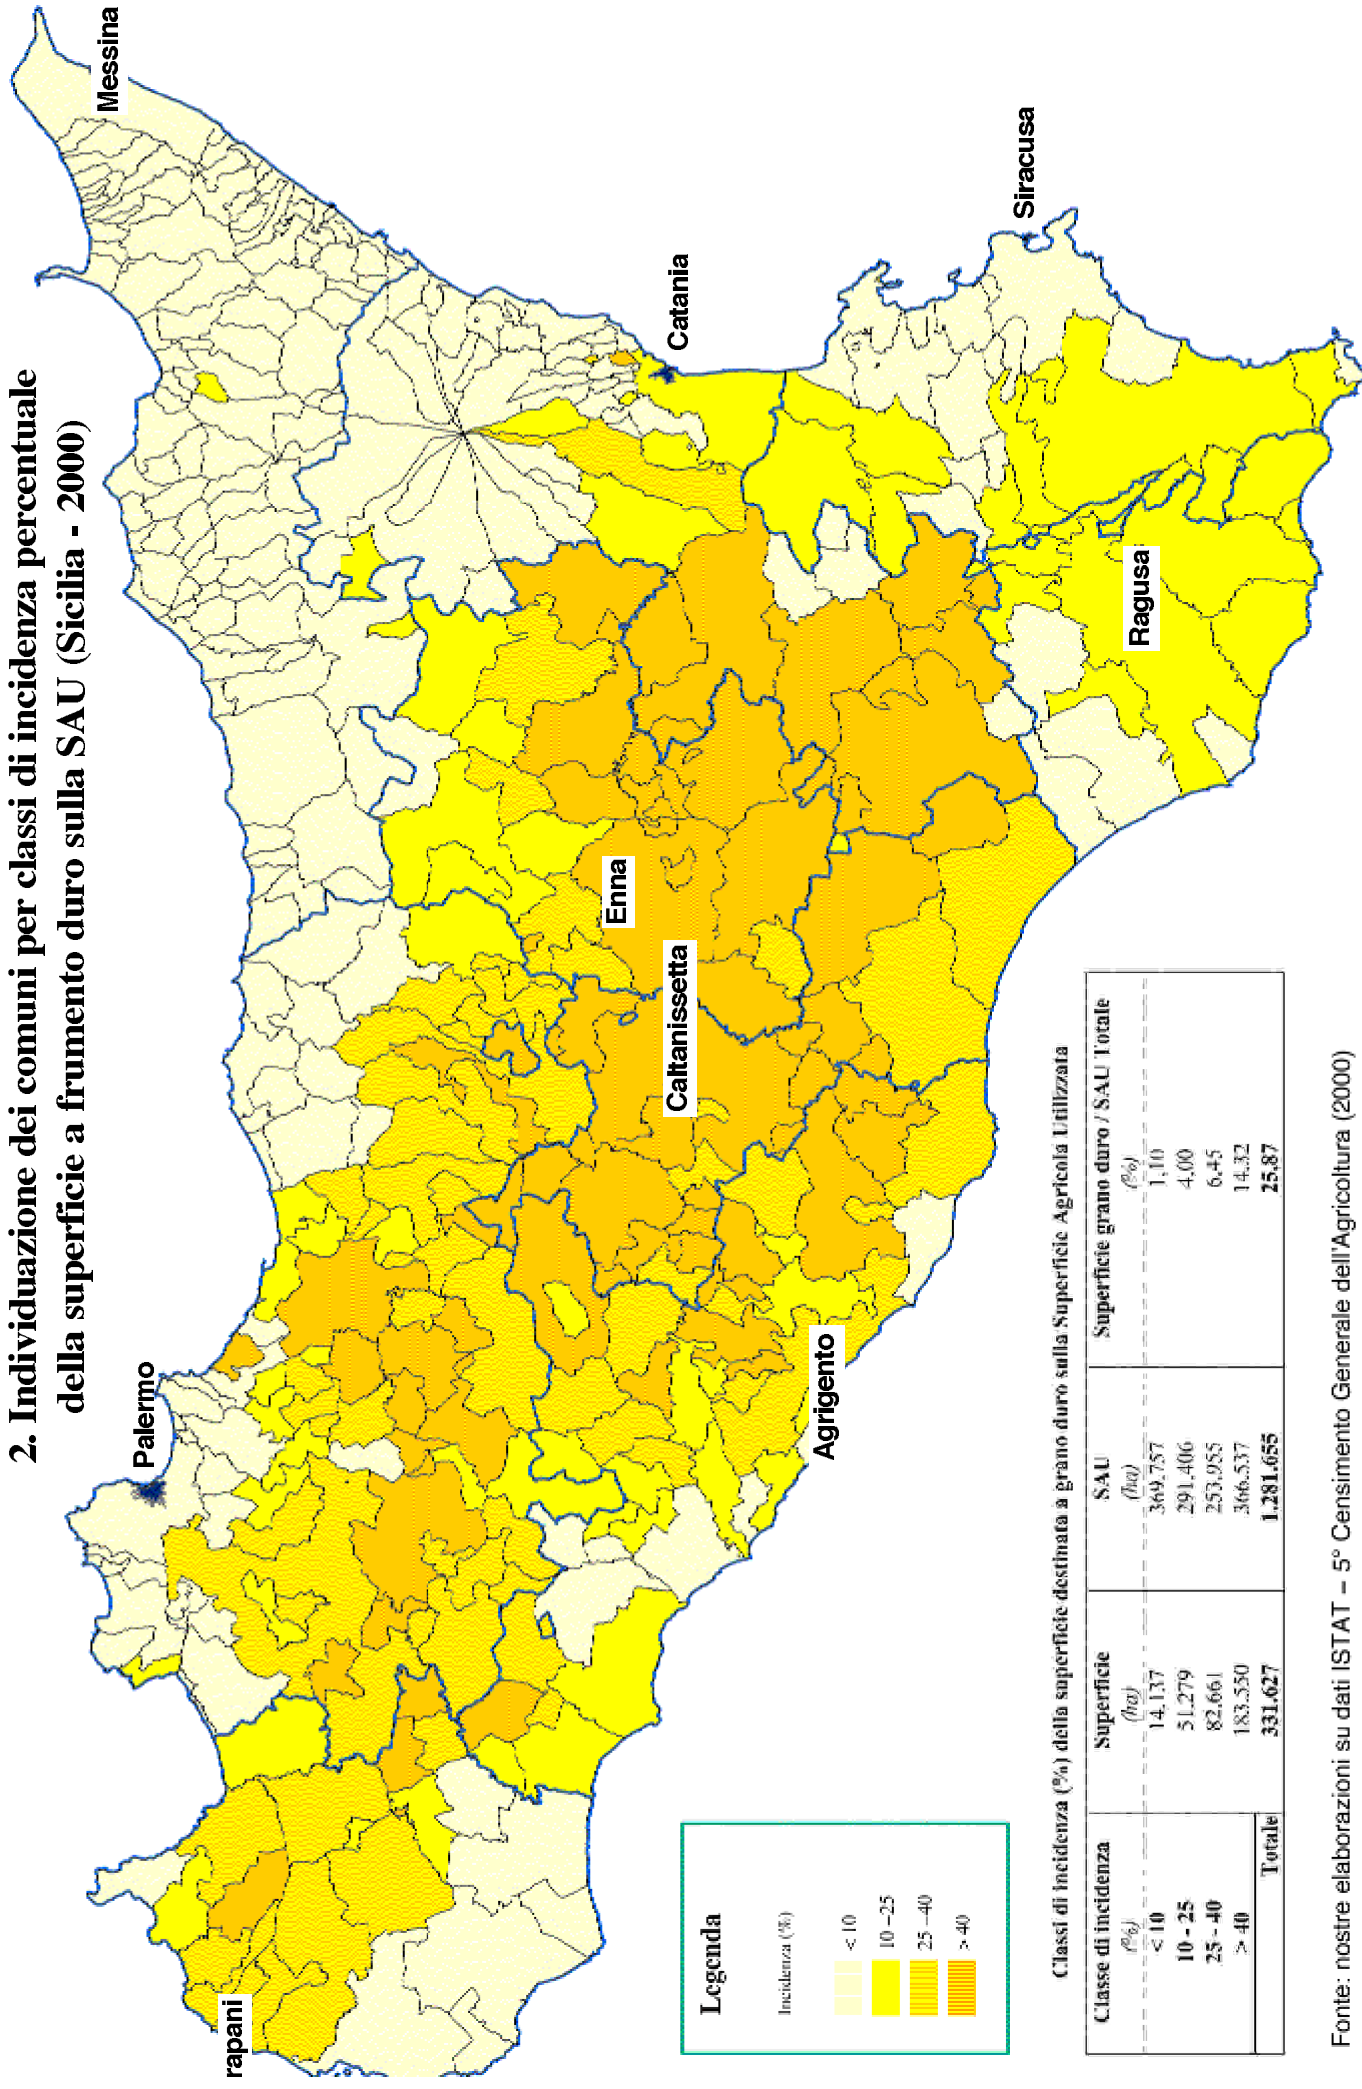 2. Individuazione dei comuni per classi di incidenza percentuale
della superficie a frumento duro sulla SAU (Sicilia - 2000)
Messina
Palermo
rapani
Catania
Enna
Caltanissetta
Agrigento
Siracusa
Ragusa
Legenda
Incidenza (%)
< 10
10 –25
25 –40
> 40
Classi di incidenza (%) della superficie destinata a grano duro sulla Superficie Agricola Utilizzata
Classe di incidenza Superficie SAU Superficie grano duro / SAU Totale
(%) (ha) (ha) (%)
< 10 14.137 369.757 1,10
10 - 25 51.279 291.406 4,00
25 - 40 82.661 253.955 6,45
> 40 183.550 366.537 14,32
Totale 331.627 1.281.655 25,87
Fonte: nostre elaborazioni su dati ISTAT – 5° Censimento Generale dell'Agricoltura (2000)